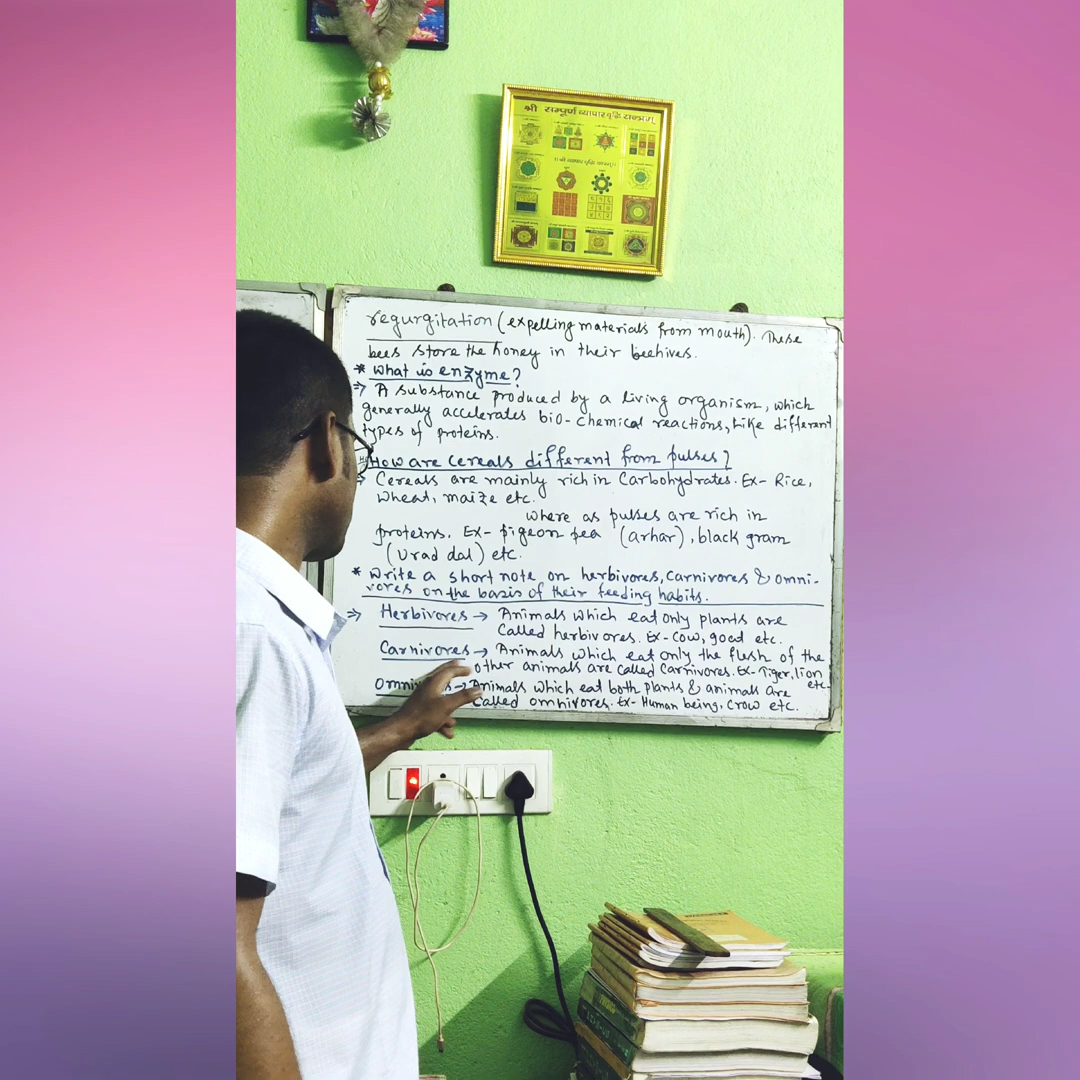 श्री सम्पूर्ण व्यापार वृद्धि यन्त्रम्
regurgitation (expelling materials from mouth). These
bees store the honey in their beehives.
* What is enzyme?
⇒ A substance produced by a living organism, which
generally accelerates bio-chemical reactions, Like different
types of proteins.
How are cereals different from pulses?
Cereals are mainly rich in Carbohydrates. Ex- Rice,
Wheat, maize etc.
where as pulses are rich in
proteins. Ex- pigeon pea (arhar), black gram
(Urad dal) etc.
* Write a short note on herbivores, Carnivores & omni-
vores on the basis of their feeding habits.
⇒ Herbivores → Animals which eat only plants are
Called herbivores. Ex- Cow, goat etc.
Carnivores → Animals which eat only the flesh of the
other animals are called Carnivores. Ex- Tiger, lion
etc.
→ Animals which eat both plants & animals are
Called omnivores. Ex- Human being, Crow etc.